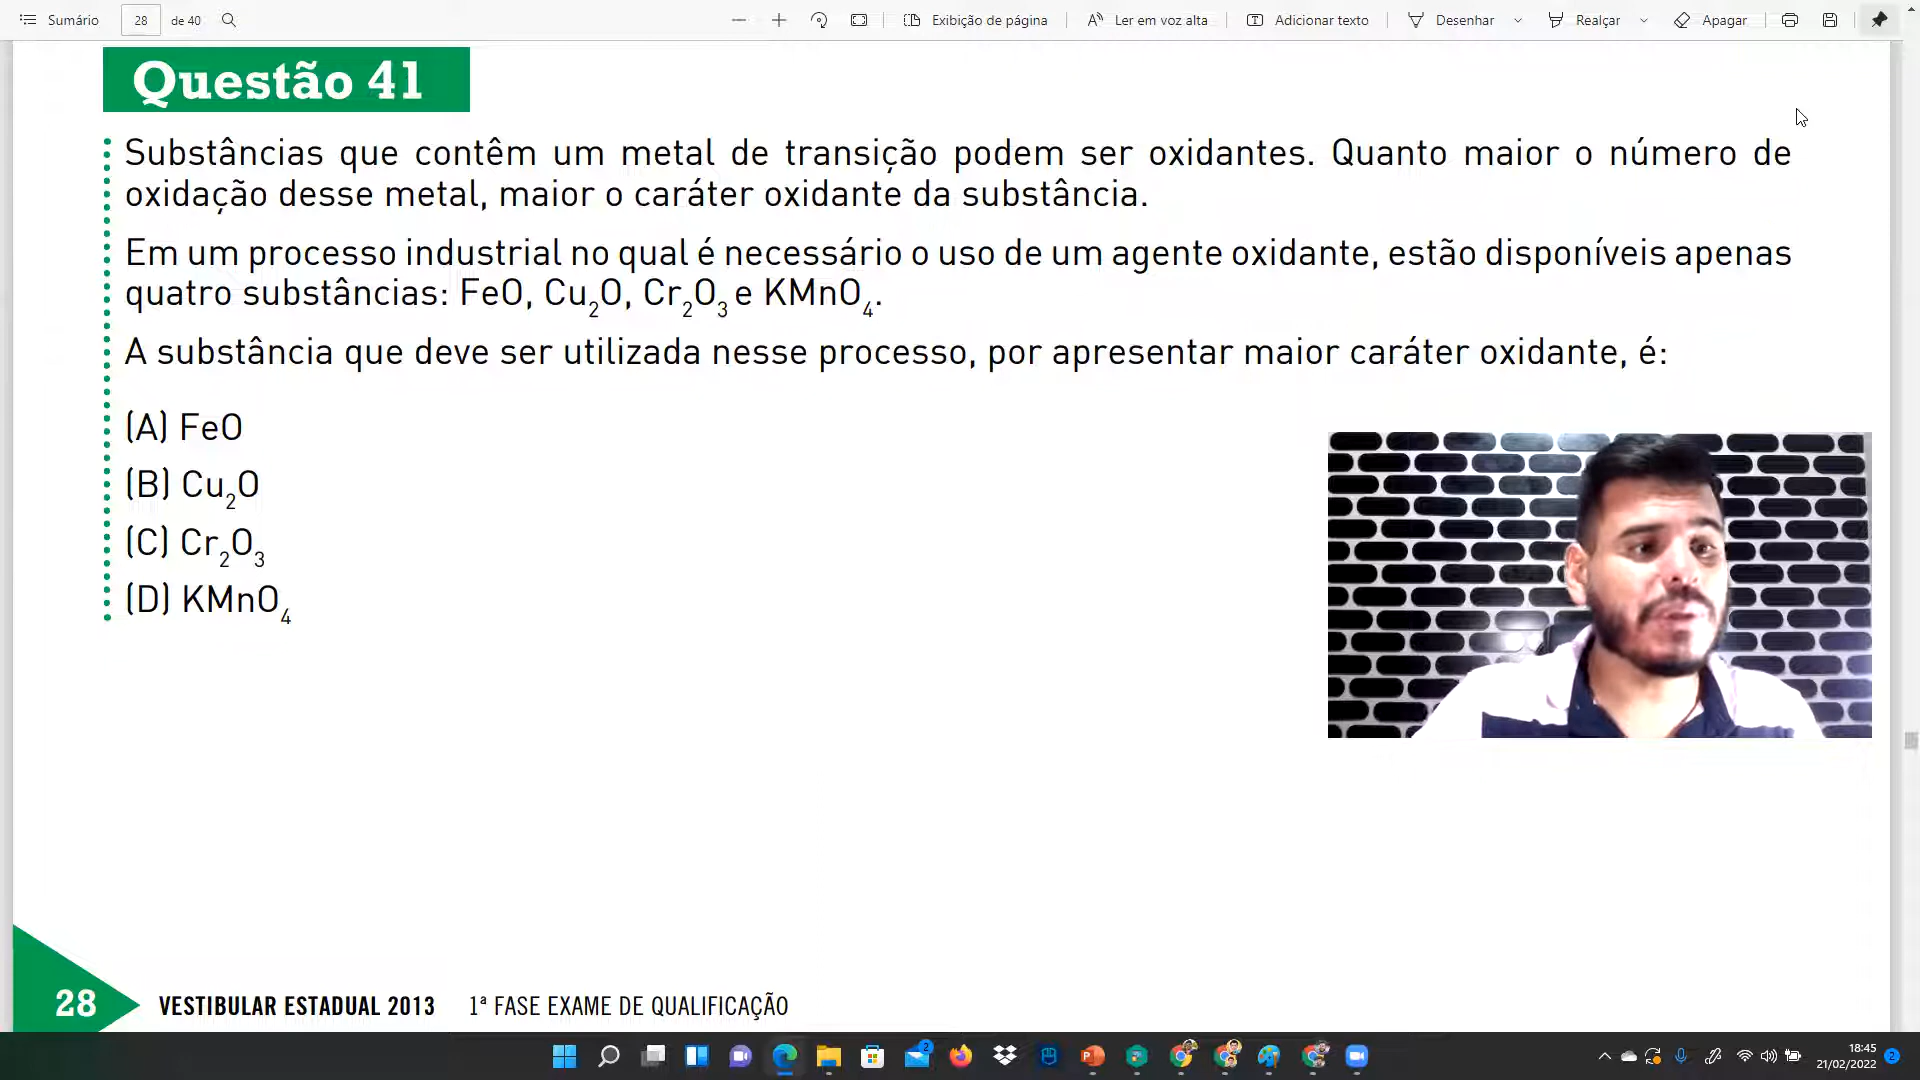 Sumário 28 de 40 Exibição de página Ler em voz alta Adicionar texto Desenhar Realçar Apagar
Questão 41
Substâncias que contêm um metal de transição podem ser oxidantes. Quanto maior o número de
oxidação desse metal, maior o caráter oxidante da substância.
Em um processo industrial no qual é necessário o uso de um agente oxidante, estão disponíveis apenas
quatro substâncias: FeO, Cu₂O, Cr₂O₃ e KMnO₄.
A substância que deve ser utilizada nesse processo, por apresentar maior caráter oxidante, é:
(A) FeO
(B) Cu₂O
(C) Cr₂O₃
(D) KMnO₄
28 VESTIBULAR ESTADUAL 2013 1ª FASE EXAME DE QUALIFICAÇÃO
2
18:45
21/02/2022
2